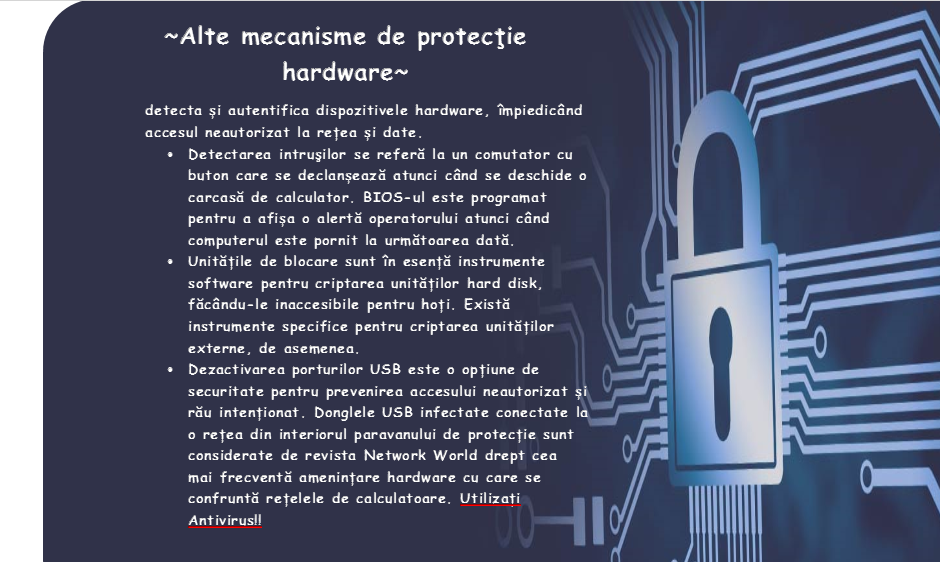 ~Alte mecanisme de protecţie
hardware~
detecta și autentifica dispozitivele hardware, împiedicând
accesul neautorizat la rețea și date.
• Detectarea intruşilor se referă la un comutator cu
buton care se declanșează atunci când se deschide o
carcasă de calculator. BIOS-ul este programat
pentru a afișa o alertă operatorului atunci când
computerul este pornit la următoarea dată.
• Unitățile de blocare sunt în esență instrumente
software pentru criptarea unităților hard disk,
făcându-le inaccesibile pentru hoți. Există
instrumente specifice pentru criptarea unităților
externe, de asemenea.
• Dezactivarea porturilor USB este o opțiune de
securitate pentru prevenirea accesului neautorizat și
rău intenționat. Donglele USB infectate conectate la
o rețea din interiorul paravanului de protecție sunt
considerate de revista Network World drept cea
mai frecventă amenințare hardware cu care se
confruntă rețelele de calculatoare. Utilizați
Antivirus!!